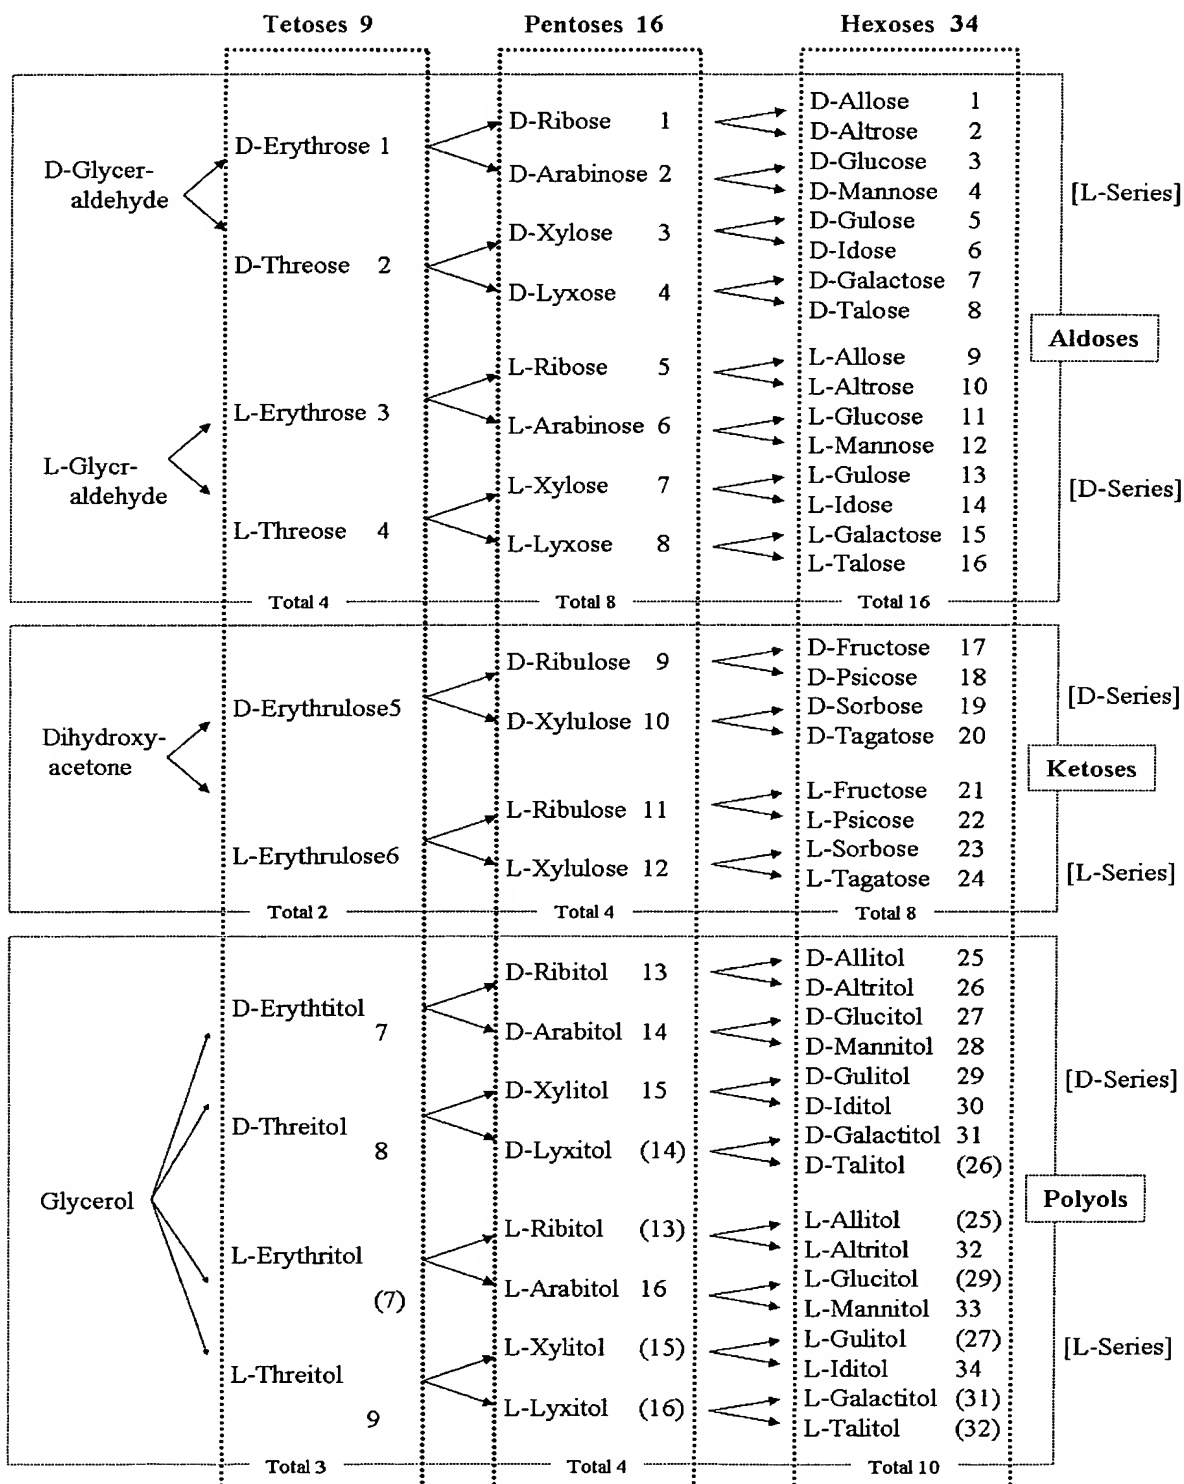 Tetoses 9 Pentoses 16 Hexoses 34
D-Glycer-
aldehyde
L-Glycr-
aldehyde
D-Erythrose 1
D-Threose 2
L-Erythrose 3
L-Threose 4
Total 4
D-Ribose 1
D-Arabinose 2
D-Xylose 3
D-Lyxose 4
L-Ribose 5
L-Arabinose 6
L-Xylose 7
L-Lyxose 8
Total 8
D-Allose 1
D-Altrose 2
D-Glucose 3
D-Mannose 4
D-Gulose 5
D-Idose 6
D-Galactose 7
D-Talose 8
L-Allose 9
L-Altrose 10
L-Glucose 11
L-Mannose 12
L-Gulose 13
L-Idose 14
L-Galactose 15
L-Talose 16
Total 16
[L-Series]
Aldoses
[D-Series]
Dihydroxy-
acetone
D-Erythrulose5
L-Erythrulose6
Total 2
D-Ribulose 9
D-Xylulose 10
L-Ribulose 11
L-Xylulose 12
Total 4
D-Fructose 17
D-Psicose 18
D-Sorbose 19
D-Tagatose 20
L-Fructose 21
L-Psicose 22
L-Sorbose 23
L-Tagatose 24
Total 8
[D-Series]
Ketoses
[L-Series]
Glycerol
D-Erythtitol
7
D-Threitol
8
L-Erythritol
(7)
L-Threitol
9
Total 3
D-Ribitol 13
D-Arabitol 14
D-Xylitol 15
D-Lyxitol (14)
L-Ribitol (13)
L-Arabitol 16
L-Xylitol (15)
L-Lyxitol (16)
Total 4
D-Allitol 25
D-Altritol 26
D-Glucitol 27
D-Mannitol 28
D-Gulitol 29
D-Iditol 30
D-Galactitol 31
D-Talitol (26)
L-Allitol (25)
L-Altritol 32
L-Glucitol (29)
L-Mannitol 33
L-Gulitol (27)
L-Iditol 34
L-Galactitol (31)
L-Talitol (32)
Total 10
[D-Series]
Polyols
[L-Series]